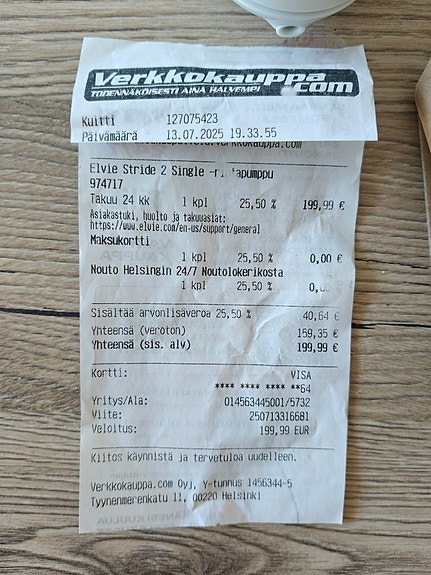 Verkkokauppa.com
TODENNÄKÖISESTI AINA HALVEMPI
Kuitti 127075423
Päivämäärä 13.07.2025 19.33.55
Elvie Stride 2 Single
974717
Takuu 24 kk 1 kpl 25,50 % 199,99 €
Asiakastuki, huolto ja takuuasiat:
https://www.elvie.com/en-us/support/general
Maksukortti
1 kpl 25,50 % 0,00 €
Nouto Helsingin 24/7 Noutolokerikosta
1 kpl 25,50 %
Sisältää arvonlisäveroa 25,50 % 40,64 €
Yhteensä (veroton) 159,35 €
Yhteensä (sis. alv) 199,99 €
Kortti: VISA
**** **** **** **64
Yritys/Ala: 014563445001/5732
Viite: 250713316681
Veloitus: 199,99 EUR
Kiitos käynnistä ja tervetuloa uudelleen.
Verkkokauppa.com Oyj, Y-tunnus 1456344-5
Tyynenmerenkatu 11, 00220 Helsinki